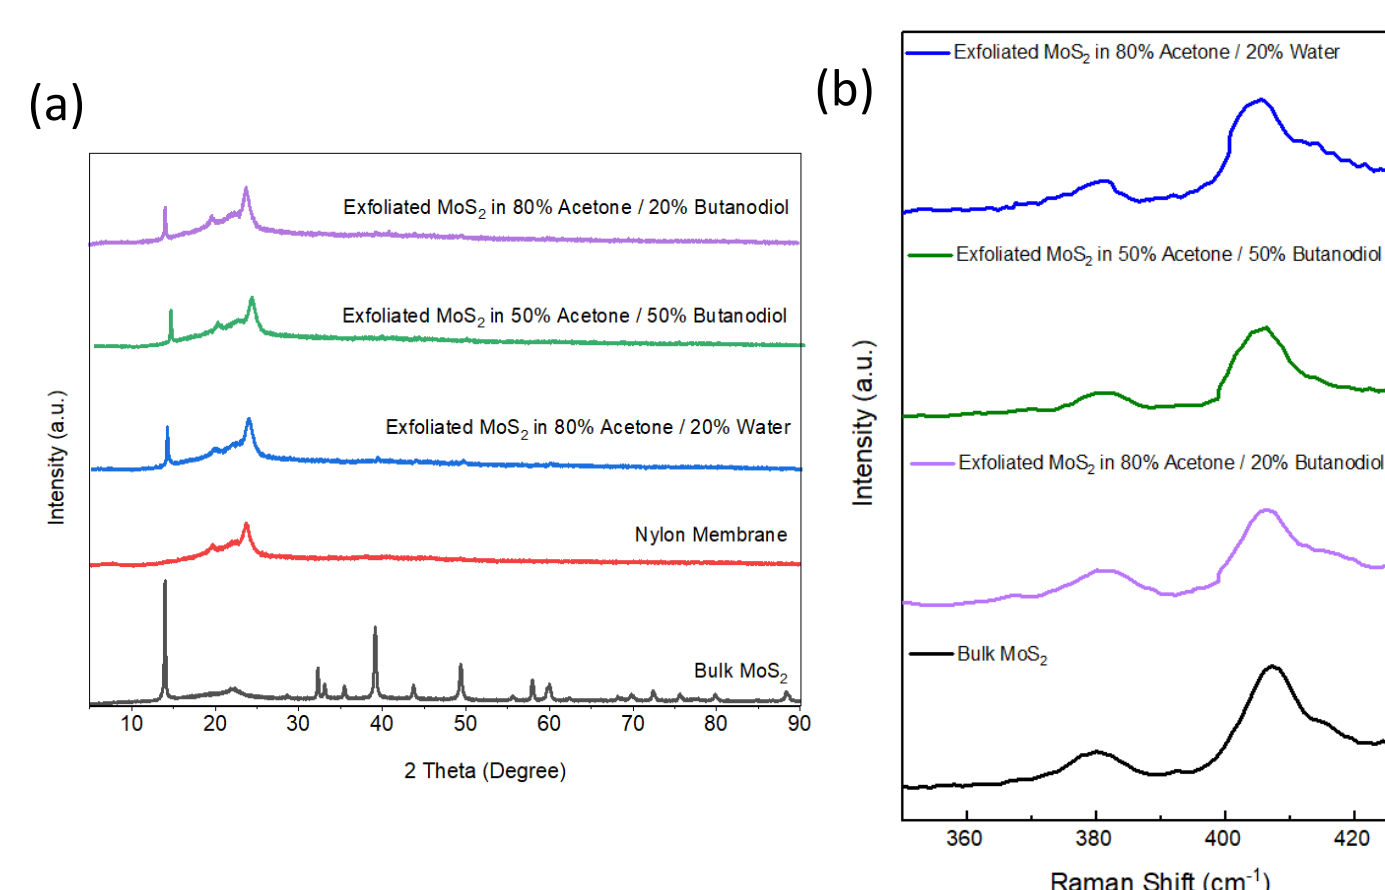 (a)
Exfoliated MoS2 in 80% Acetone / 20% Butanodiol
Exfoliated MoS2 in 50% Acetone / 50% Butanodiol
Exfoliated MoS2 in 80% Acetone / 20% Water
Nylon Membrane
Bulk MoS2
Intensity (a.u.)
10 20 30 40 50 60 70 80 90
2 Theta (Degree)
(b)
Exfoliated MoS2 in 80% Acetone / 20% Water
Exfoliated MoS2 in 50% Acetone / 50% Butanodiol
Exfoliated MoS2 in 80% Acetone / 20% Butanodiol
Bulk MoS2
Intensity (a.u.)
360 380 400 420
Raman Shift (cm-1)